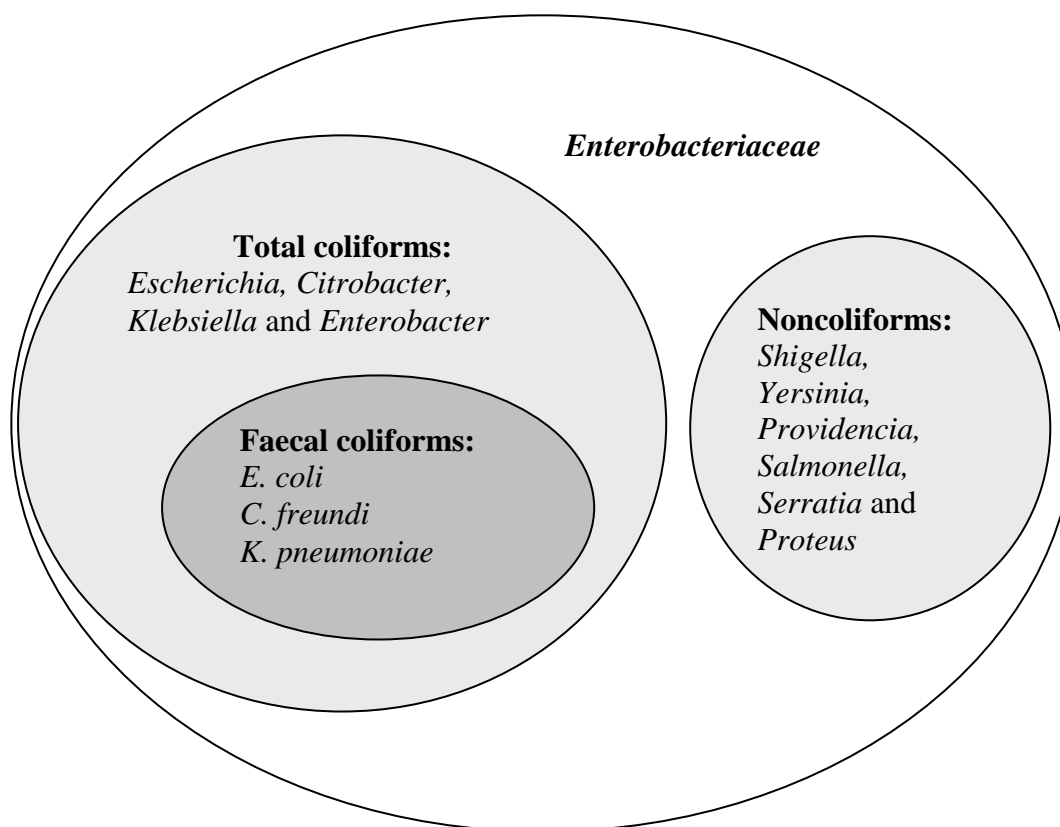 Enterobacteriaceae
Total coliforms:
Escherichia, Citrobacter,
Klebsiella and Enterobacter
Faecal coliforms:
E. coli
C. freundi
K. pneumoniae
Noncoliforms:
Shigella,
Yersinia,
Providencia,
Salmonella,
Serratia and
Proteus